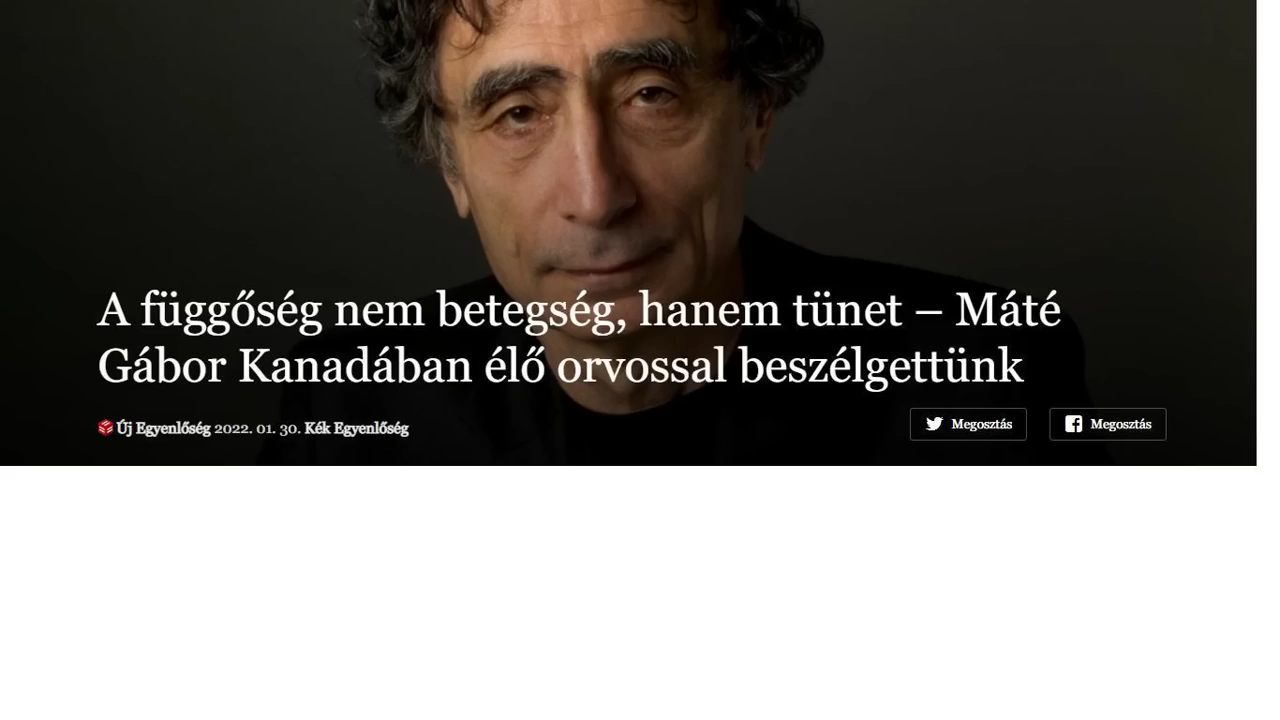 A függőség nem betegség, hanem tünet – Máté
Gábor Kanadában élő orvossal beszélgettünk
Új Egyenlőség 2022. 01. 30. Kék Egyenlőség
Megosztás
Megosztás